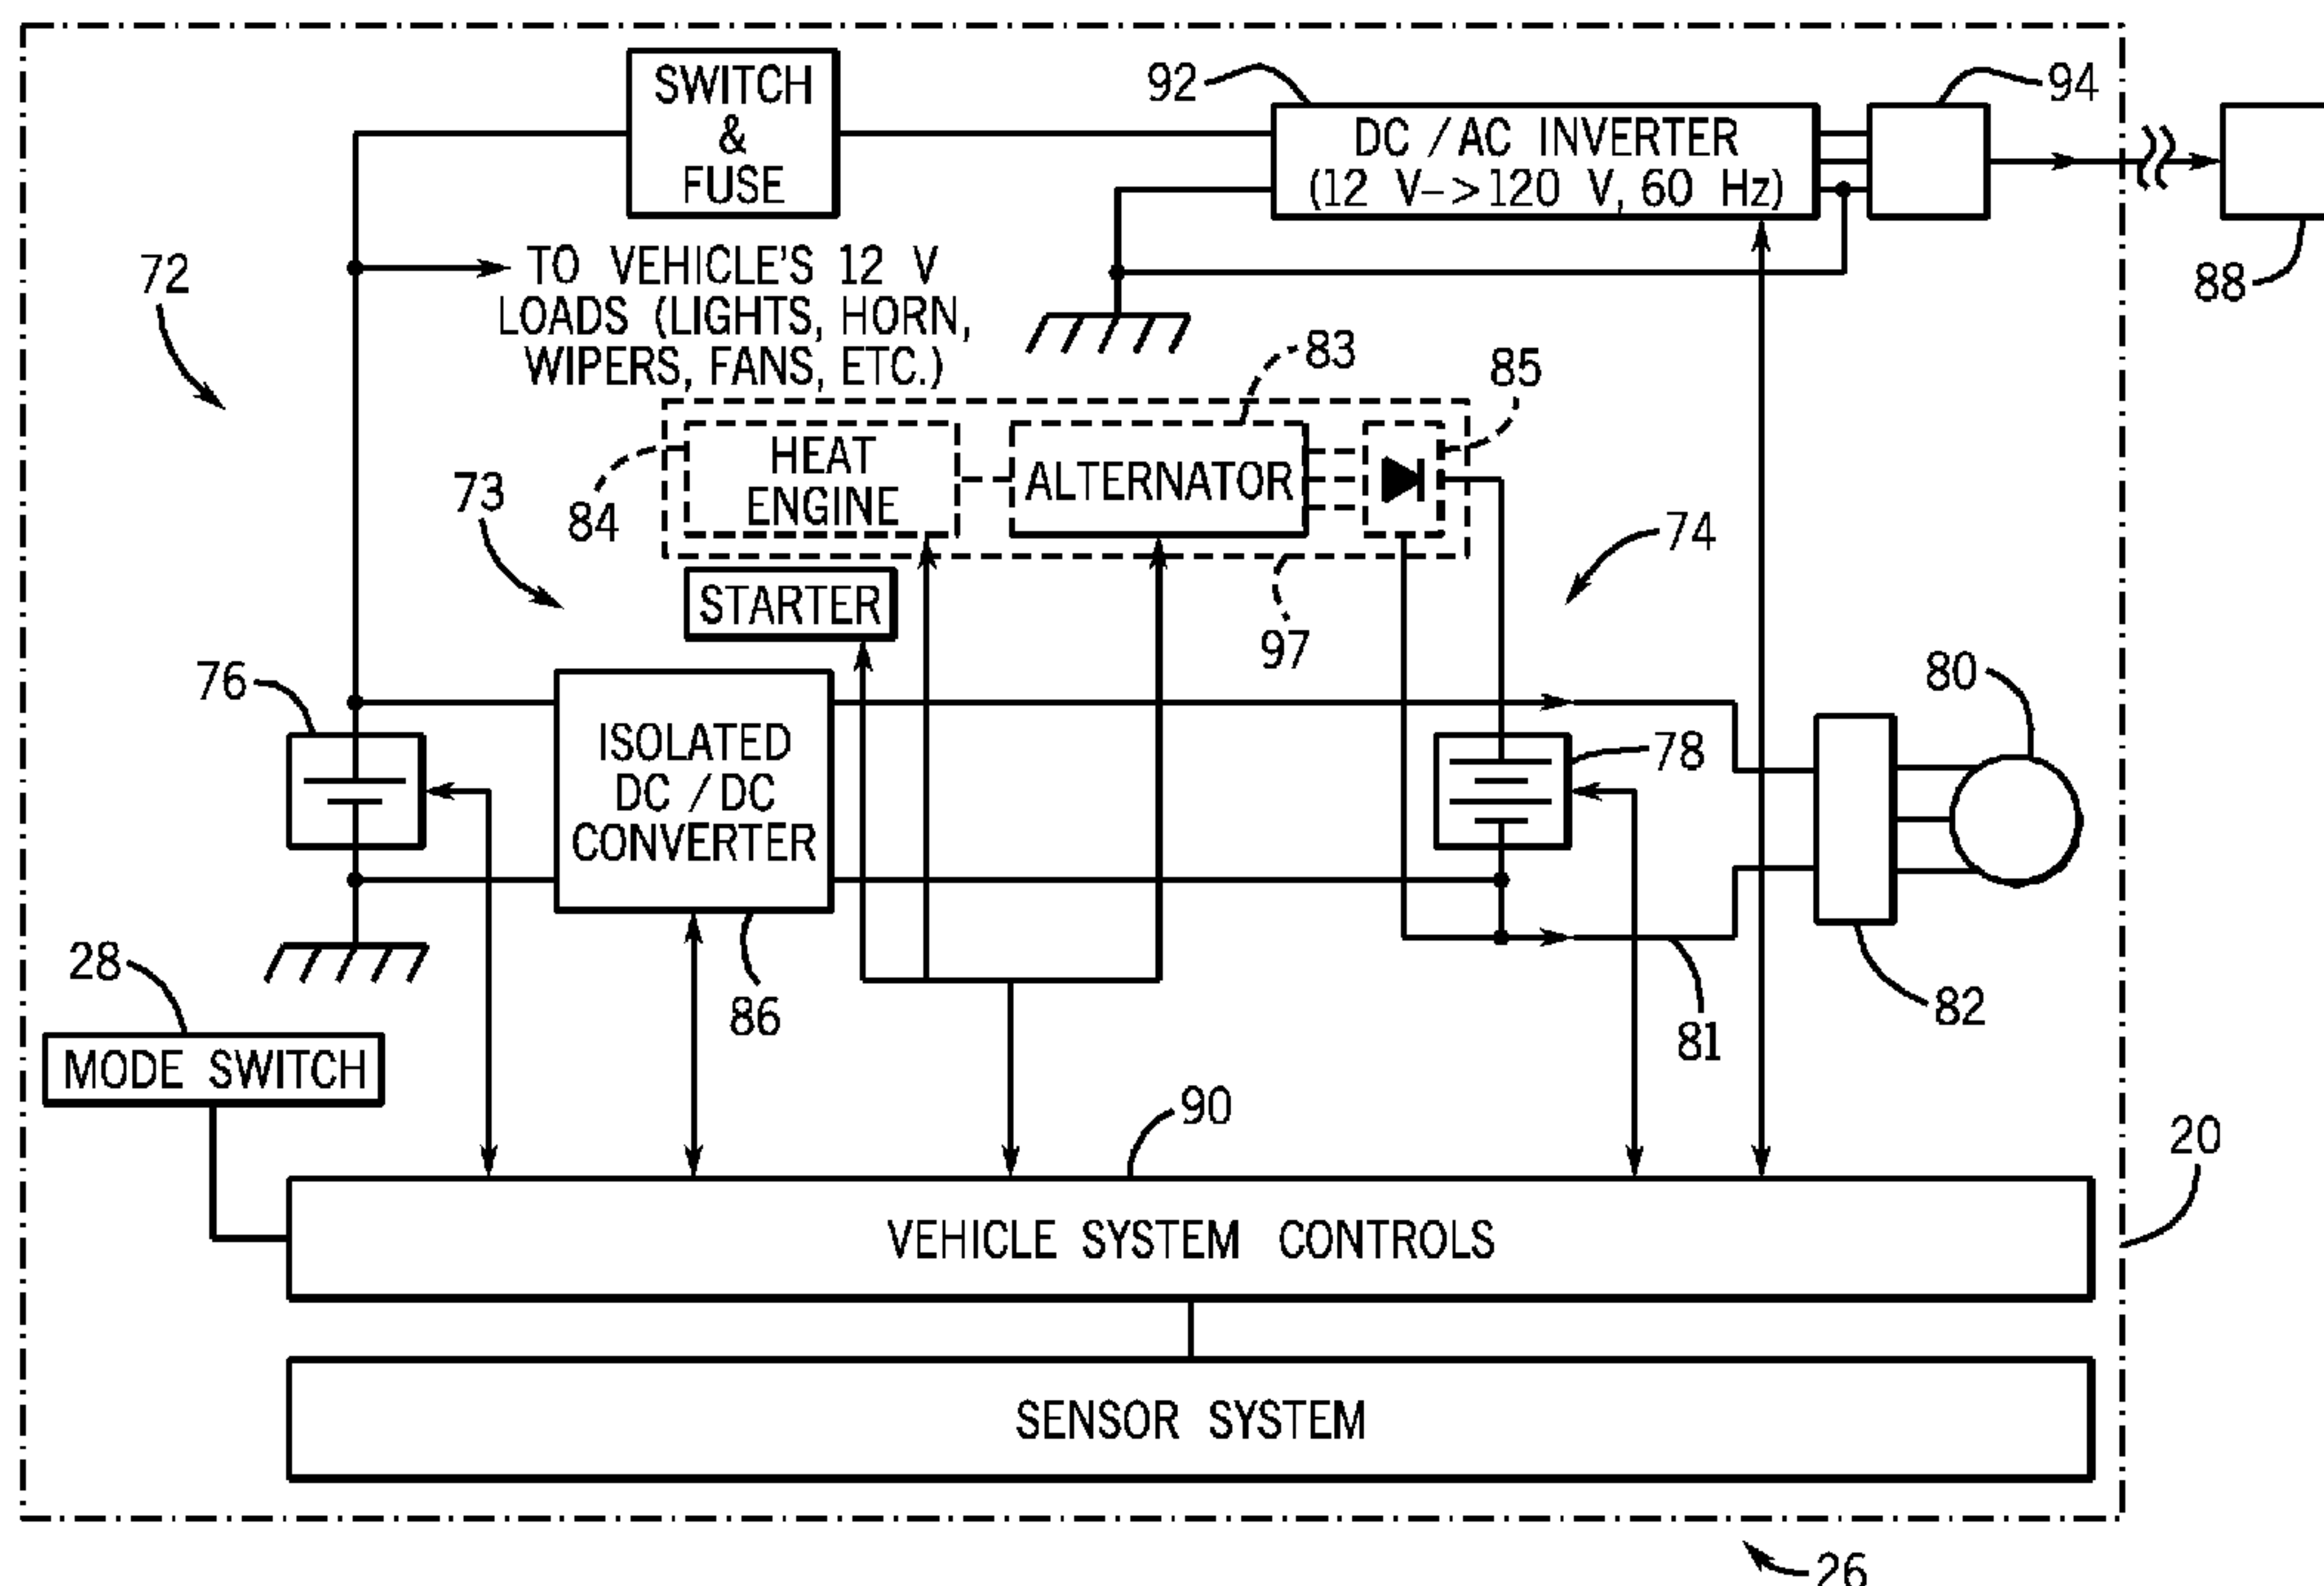 SWITCH
&
FUSE
92
DC / AC INVERTER
(12 V->120 V, 60 Hz)
94
72
TO VEHICLE'S 12 V
LOADS (LIGHTS, HORN,
WIPERS, FANS, ETC.)
88
83
85
HEAT
ENGINE
ALTERNATOR
84
73
74
STARTER
97
76
80
ISOLATED
DC / DC
CONVERTER
78
28
86
81
82
MODE SWITCH
90
20
VEHICLE SYSTEM CONTROLS
SENSOR SYSTEM
26